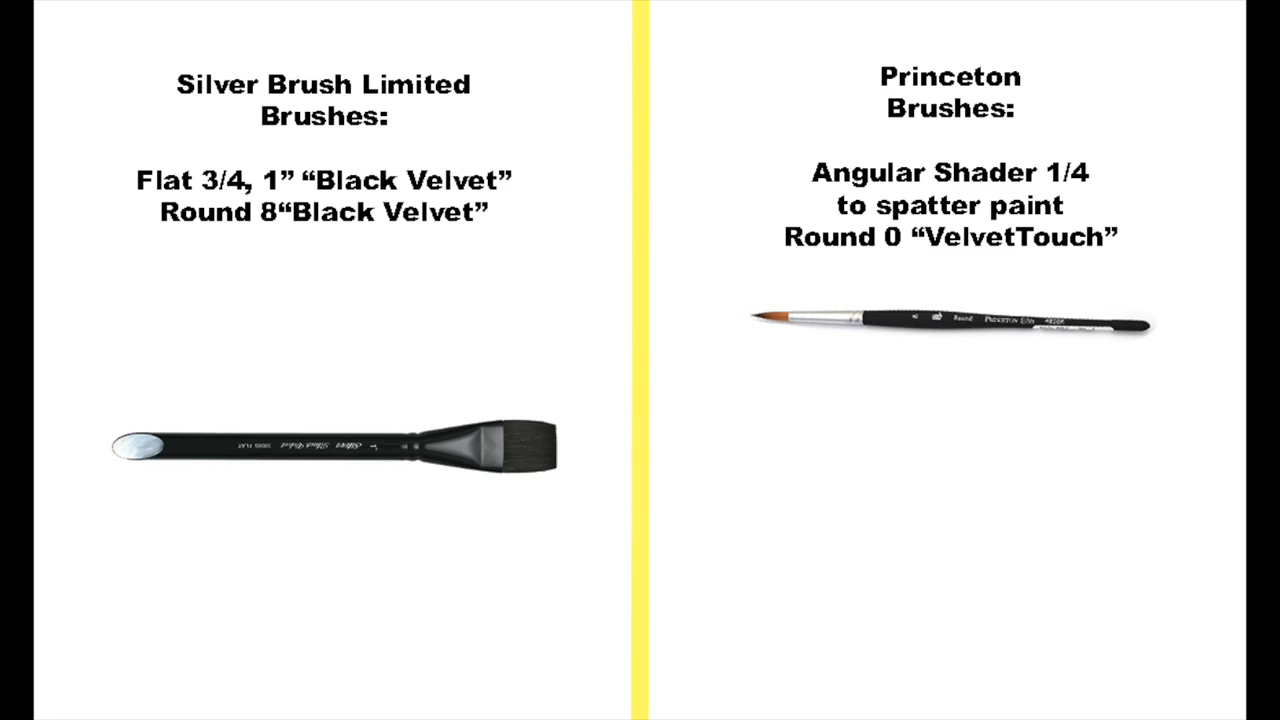 Silver Brush Limited
Brushes:
Flat 3/4, 1” “Black Velvet”
Round 8“Black Velvet”
Princeton
Brushes:
Angular Shader 1/4
to spatter paint
Round 0 “VelvetTouch”
Round